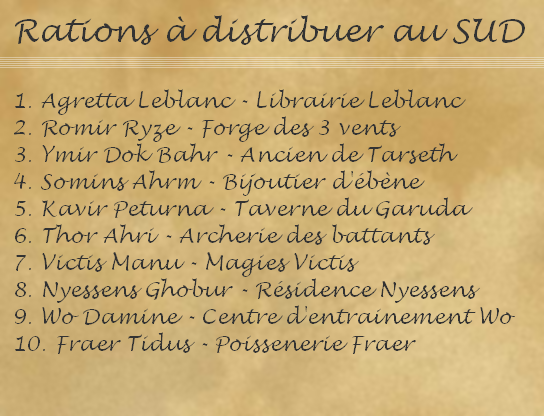 Rations à distribuer au SUD
1. Agretta Leblanc - Librairie Leblanc
2. Romir Ryze - Forge des 3 vents
3. Ymir Dok Bahr - Ancien de Tarseth
4. Somins Ahrm - Bijoutier d'ébène
5. Kavir Peturna - Taverne du Garuda
6. Thor Ahri - Archerie des battants
7. Victis Manu - Magies Victis
8. Nyessens Ghobur - Résidence Nyessens
9. Wo Damine - Centre d'entrainement Wo
10. Fraer Tidus - Poissenerie Fraer